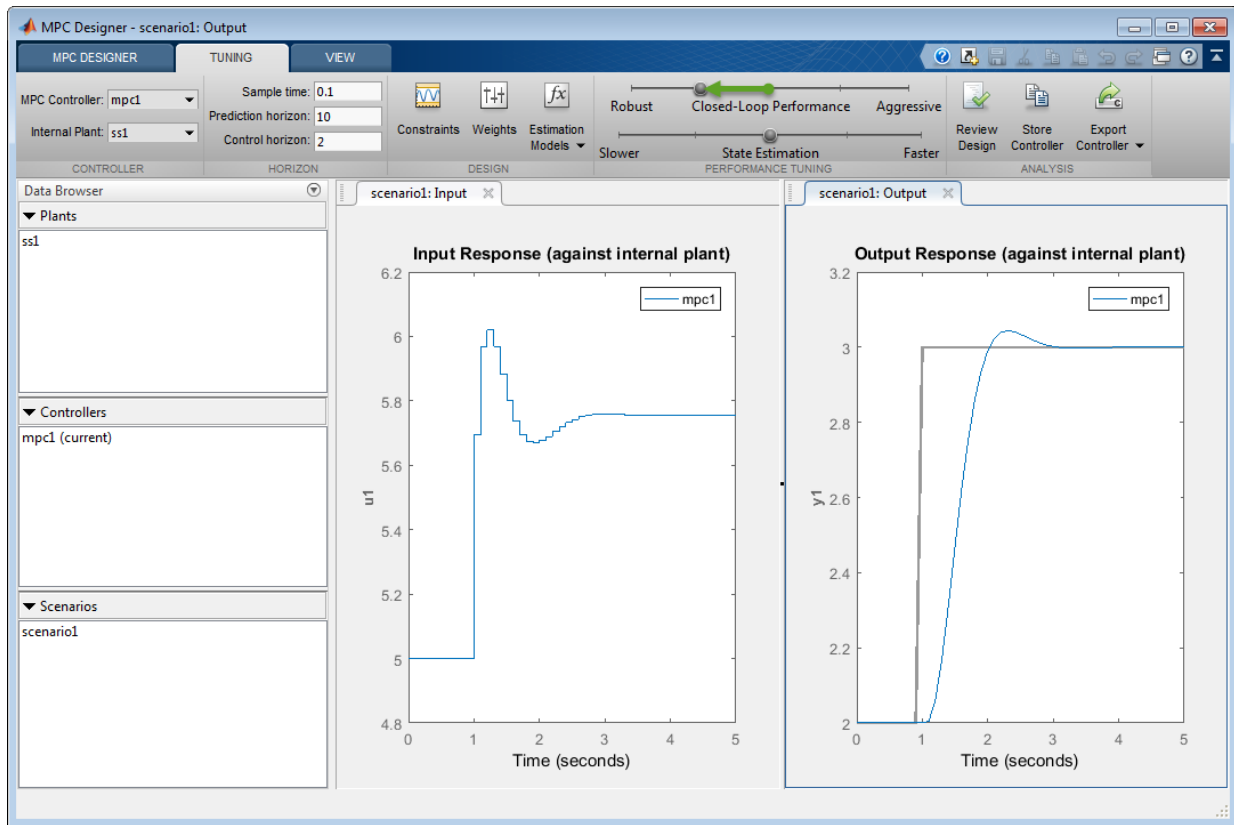 MPC Designer - scenario1: Output
MPC DESIGNER TUNING VIEW
MPC Controller: mpc1
Internal Plant: ss1
CONTROLLER
Sample time: 0.1
Prediction horizon: 10
Control horizon: 2
HORIZON
Constraints Weights Estimation Models
DESIGN
Robust Closed-Loop Performance Aggressive
Slower State Estimation Faster
PERFORMANCE TUNING
Review Design Store Controller Export Controller
ANALYSIS
Data Browser
Plants
ss1
Controllers
mpc1 (current)
Scenarios
scenario1
scenario1: Input
Input Response (against internal plant)
mpc1
6.2
6
5.8
5.6
5.4
5.2
5
4.8
u1
0 1 2 3 4 5
Time (seconds)
scenario1: Output
Output Response (against internal plant)
mpc1
3.2
3
2.8
2.6
2.4
2.2
2
y1
0 1 2 3 4 5
Time (seconds)